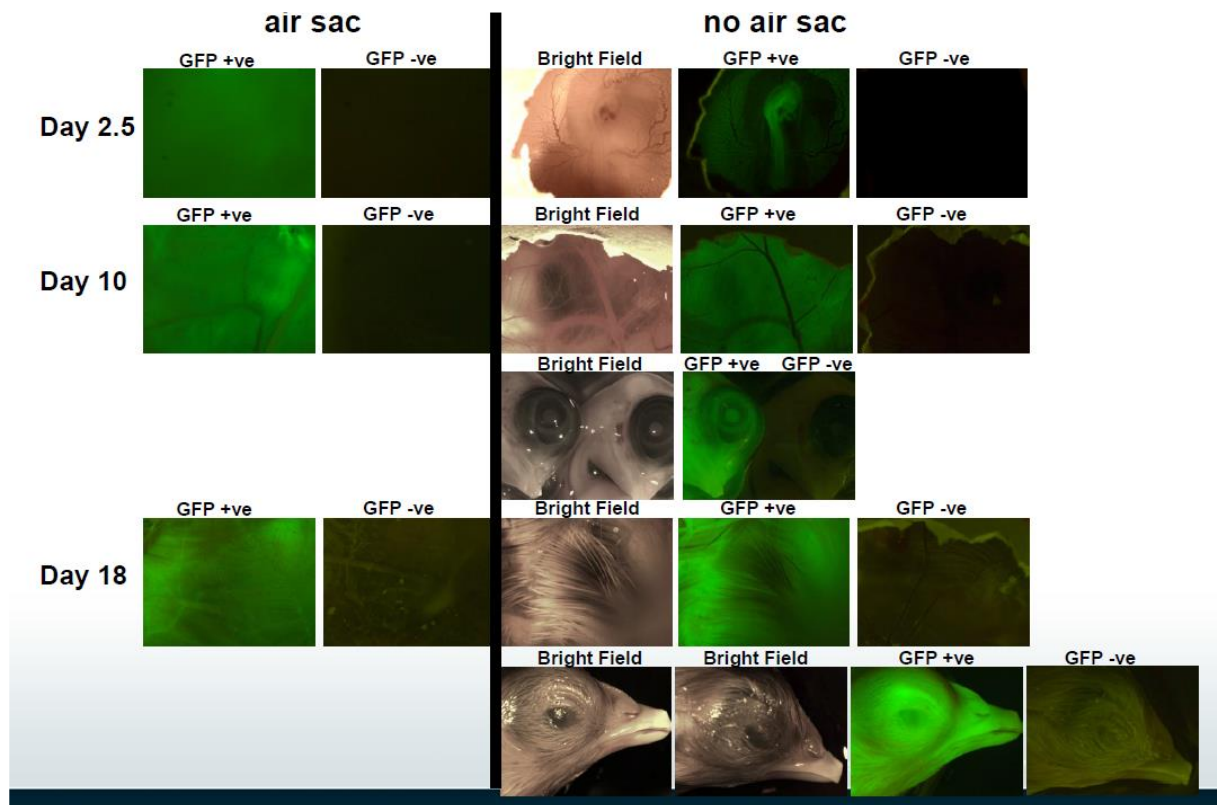 air sac no air sac
GFP +ve GFP -ve Bright Field GFP +ve GFP -ve
Day 2.5
GFP +ve GFP -ve Bright Field GFP +ve GFP -ve
Day 10
Bright Field GFP +ve GFP -ve
GFP +ve GFP -ve Bright Field GFP +ve GFP -ve
Day 18
Bright Field Bright Field GFP +ve GFP -ve